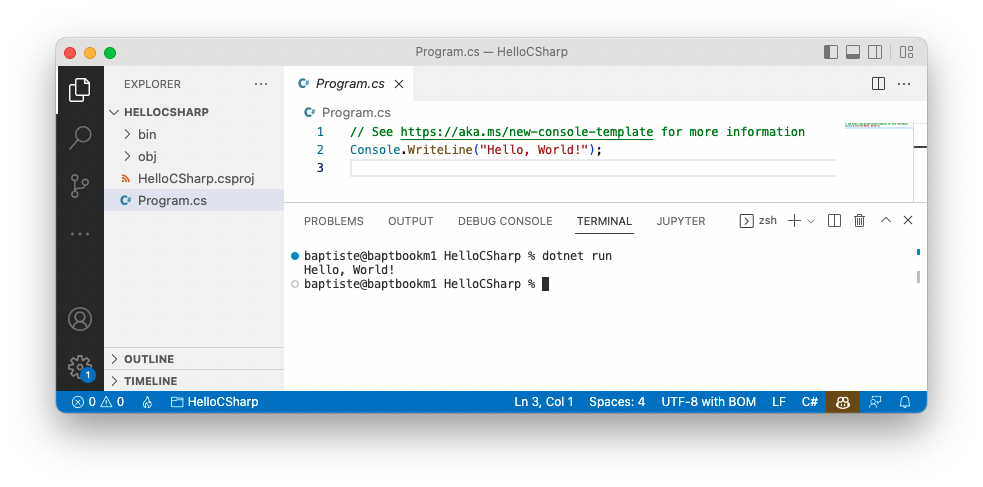 Program.cs — HelloCSharp
EXPLORER
HELLOCSHARP
bin
obj
HelloCSharp.csproj
C# Program.cs
OUTLINE
TIMELINE
C# Program.cs
C# Program.cs
1 // See https://aka.ms/new-console-template for more information
2 Console.WriteLine("Hello, World!");
3
PROBLEMS OUTPUT DEBUG CONSOLE TERMINAL JUPYTER zsh
baptiste@baptbookm1 HelloCSharp % dotnet run
Hello, World!
baptiste@baptbookm1 HelloCSharp %
1
0 0 HelloCSharp Ln 3, Col 1 Spaces: 4 UTF-8 with BOM LF C#